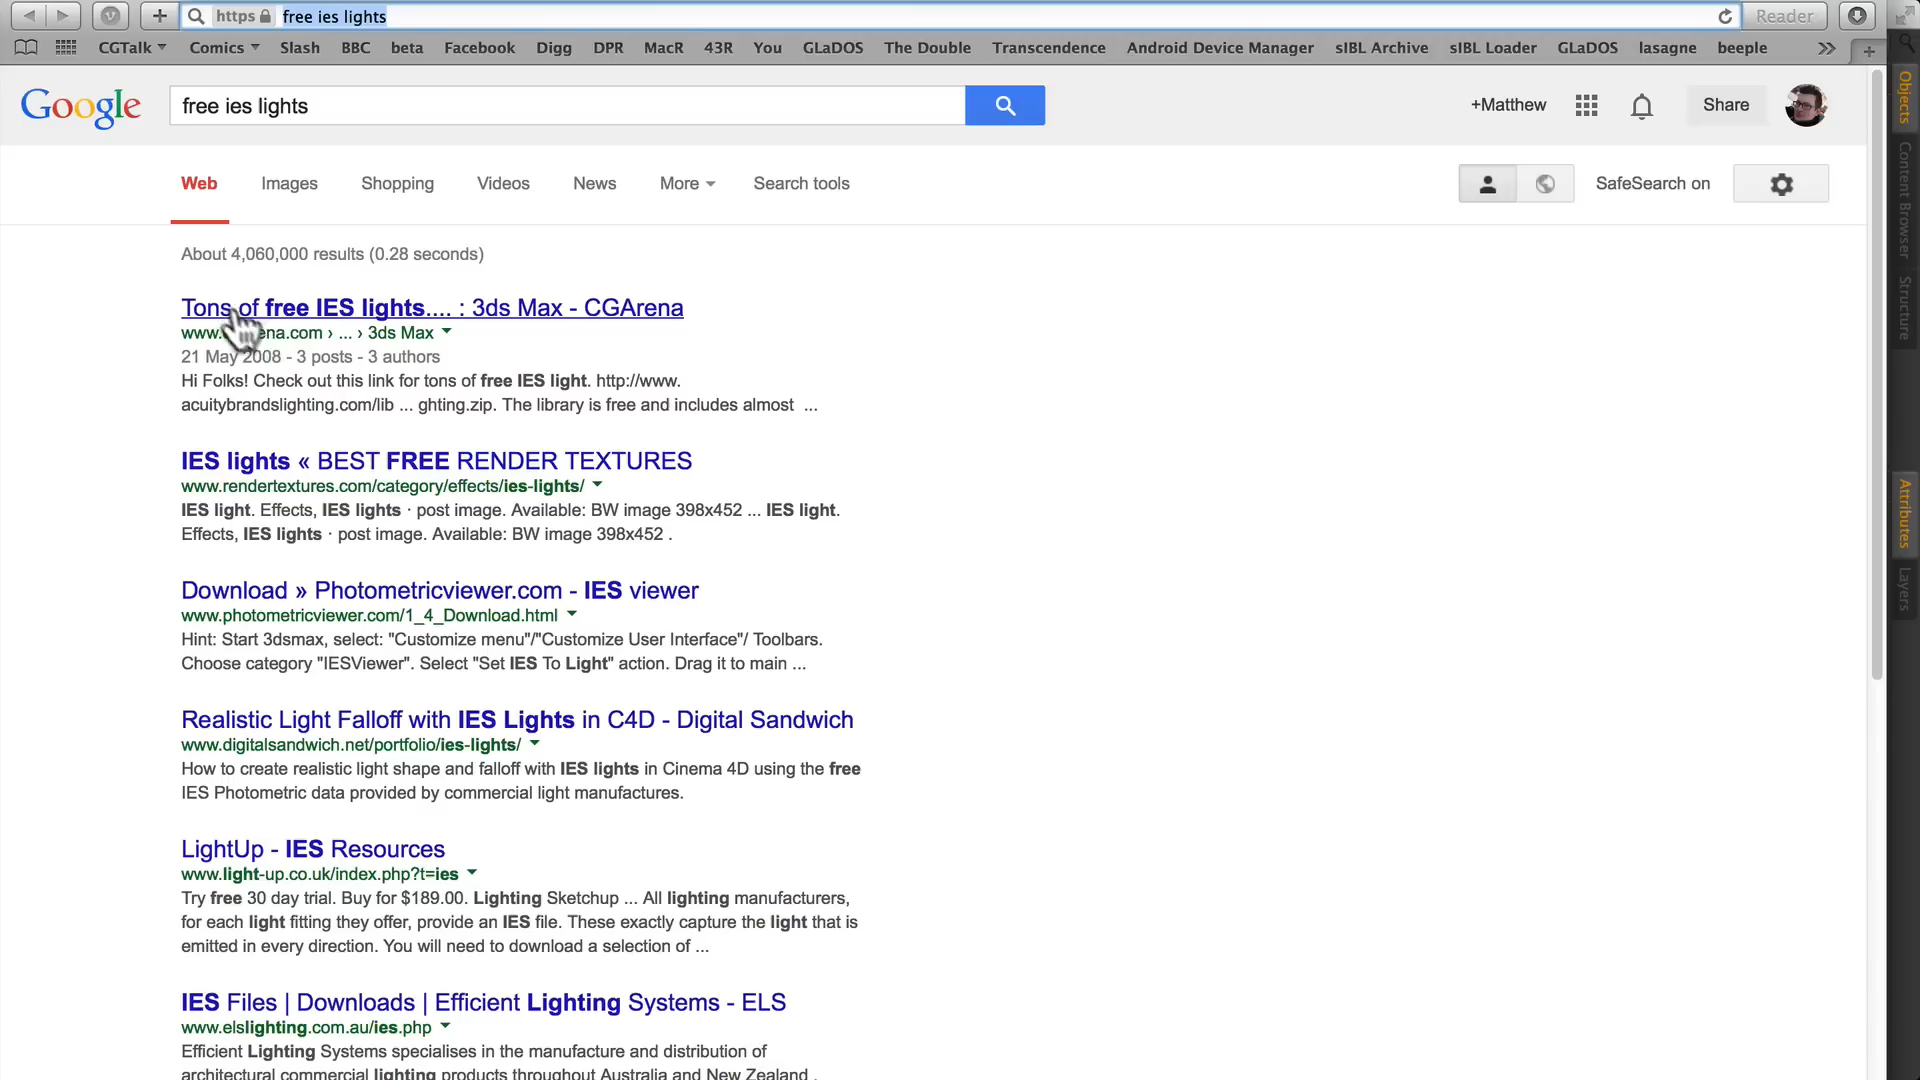 https free ies lights Reader
CGTalk Comics Slash BBC beta Facebook Digg DPR MacR 43R You GLaDOS The Double Transcendence Android Device Manager sIBL Archive sIBL Loader GLaDOS lasagne beeple
Google free ies lights +Matthew Share
Web Images Shopping Videos News More Search tools SafeSearch on
About 4,060,000 results (0.28 seconds)
Tons of free IES lights.... : 3ds Max - CGArena
www. ena.com › ... › 3ds Max
21 May 2008 - 3 posts - 3 authors
Hi Folks! Check out this link for tons of free IES light. http://www.
acuitybrandslighting.com/lib ... ghting.zip. The library is free and includes almost ...
IES lights « BEST FREE RENDER TEXTURES
www.rendertextures.com/category/effects/ies-lights/
IES light. Effects, IES lights · post image. Available: BW image 398x452 ... IES light.
Effects, IES lights · post image. Available: BW image 398x452 .
Download » Photometricviewer.com - IES viewer
www.photometricviewer.com/1_4_Download.html
Hint: Start 3dsmax, select: "Customize menu"/"Customize User Interface"/ Toolbars.
Choose category "IESViewer". Select "Set IES To Light" action. Drag it to main ...
Realistic Light Falloff with IES Lights in C4D - Digital Sandwich
www.digitalsandwich.net/portfolio/ies-lights/
How to create realistic light shape and falloff with IES lights in Cinema 4D using the free
IES Photometric data provided by commercial light manufactures.
LightUp - IES Resources
www.light-up.co.uk/index.php?t=ies
Try free 30 day trial. Buy for $189.00. Lighting Sketchup ... All lighting manufacturers,
for each light fitting they offer, provide an IES file. These exactly capture the light that is
emitted in every direction. You will need to download a selection of ...
IES Files | Downloads | Efficient Lighting Systems - ELS
www.elslighting.com.au/ies.php
Efficient Lighting Systems specialises in the manufacture and distribution of
architectural commercial lighting products throughout Australia and New Zealand .
Objects
Content Browser
Structure
Attributes
Layers